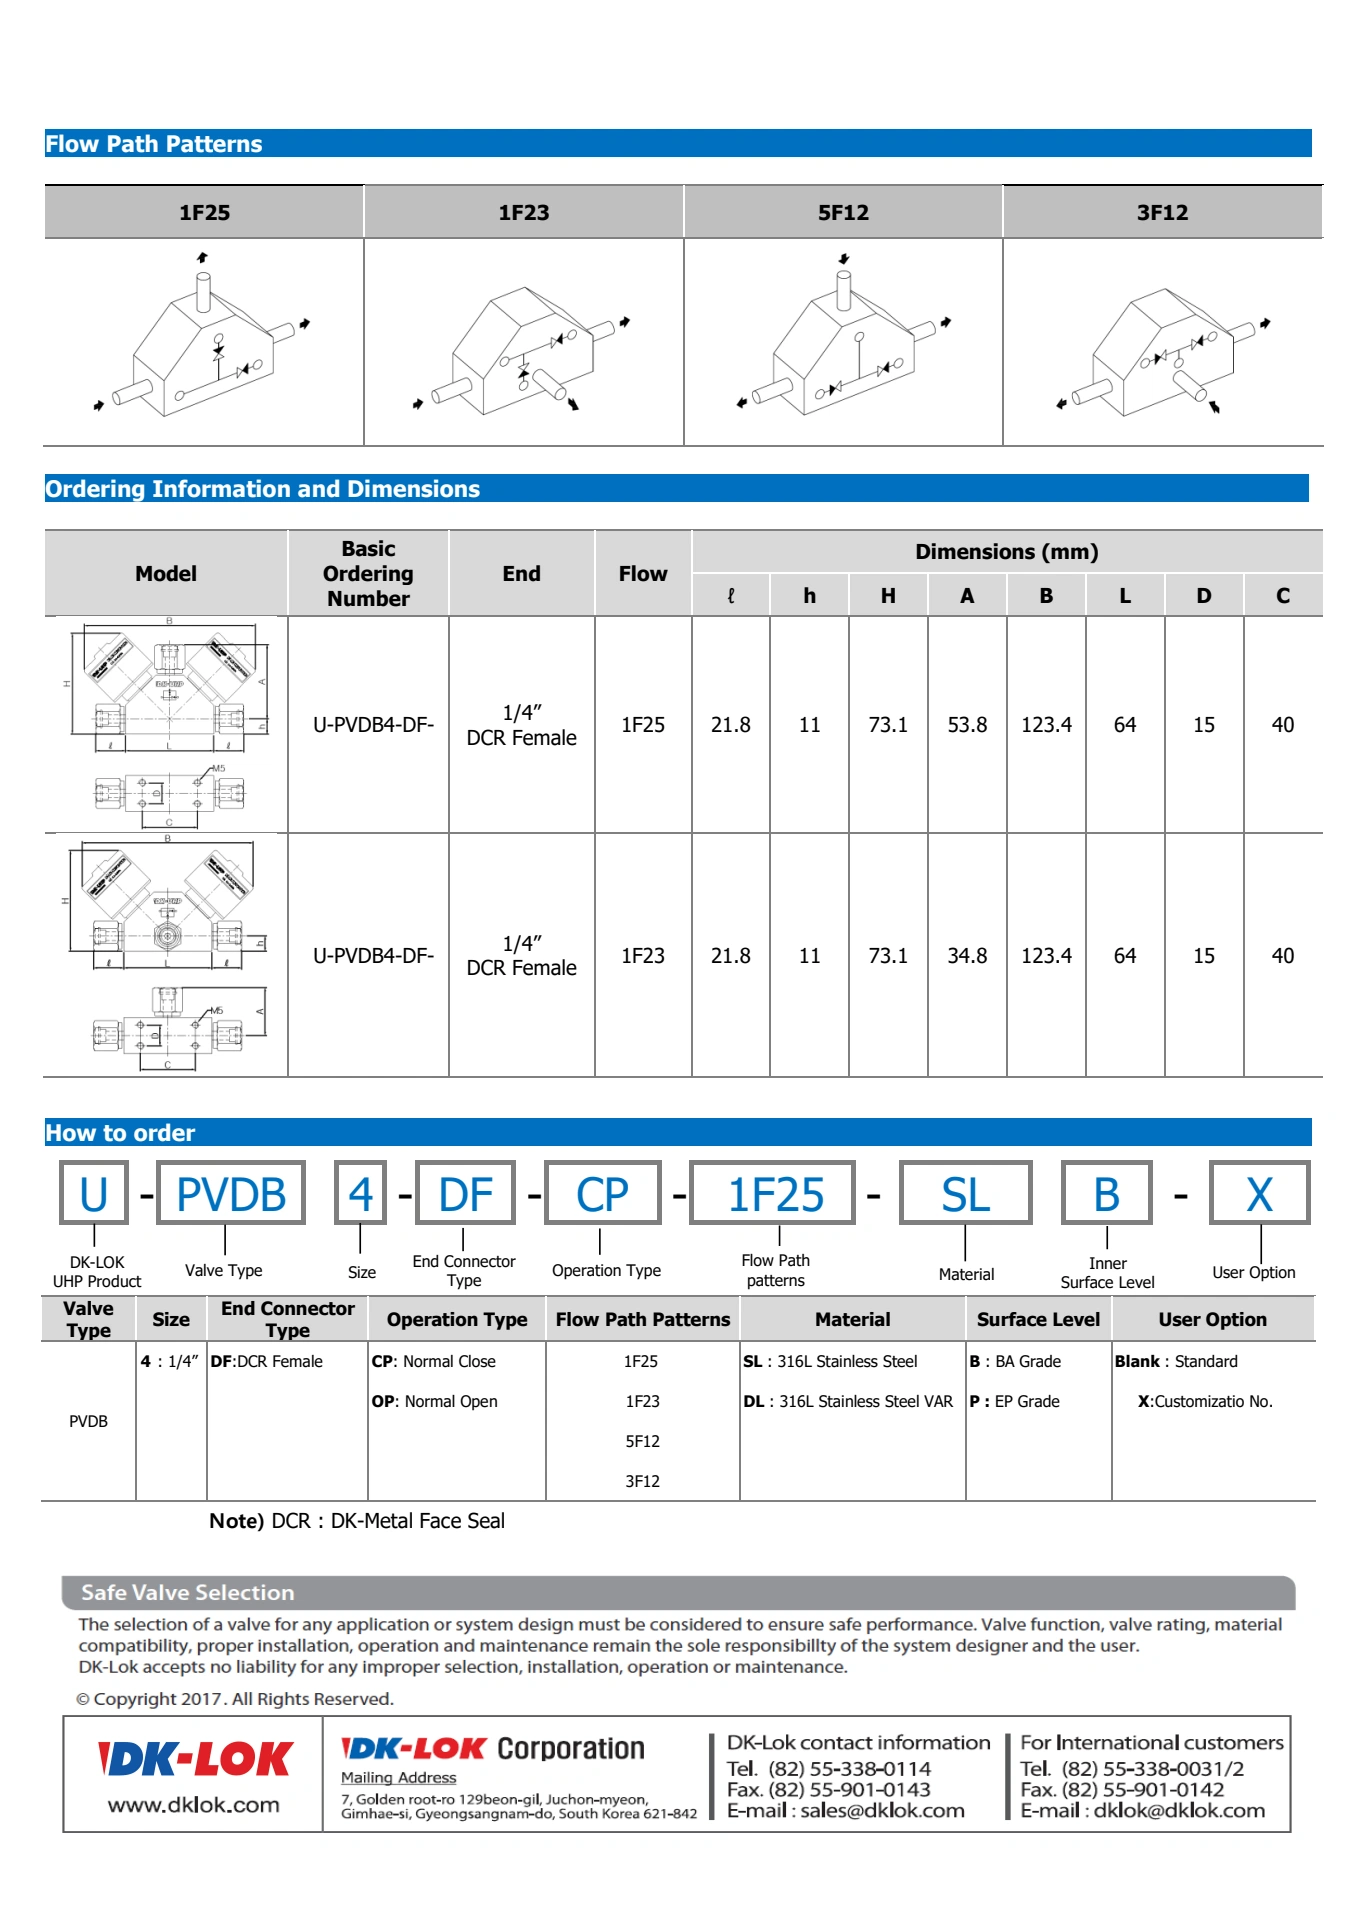 Flow Path Patterns
1F25 1F23 5F12 3F12
Ordering Information and Dimensions
Model Basic Ordering Number End Flow Dimensions (mm)
ℓ h H A B L D C
B
H
A
h
ℓ L ℓ
M5
D
C
U-PVDB4-DF- 1/4” DCR Female 1F25 21.8 11 73.1 53.8 123.4 64 15 40
B
H
h
ℓ L ℓ
A
M5
D
C
U-PVDB4-DF- 1/4” DCR Female 1F23 21.8 11 73.1 34.8 123.4 64 15 40
How to order
U - PVDB 4 - DF - CP - 1F25 - SL B - X
DK-LOK UHP Product Valve Type Size End Connector Type Operation Type Flow Path patterns Material Inner Surface Level User Option
Valve Type Size End Connector Type Operation Type Flow Path Patterns Material Surface Level User Option
4 : 1/4” DF:DCR Female CP: Normal Close 1F25 SL : 316L Stainless Steel B : BA Grade Blank : Standard
OP: Normal Open 1F23 DL : 316L Stainless Steel VAR P : EP Grade X:Customizatio No.
PVDB
5F12
3F12
Note) DCR : DK-Metal Face Seal
Safe Valve Selection
The selection of a valve for any application or system design must be considered to ensure safe performance. Valve function, valve rating, material
compatibility, proper installation, operation and maintenance remain the sole responsibillty of the system designer and the user.
DK-Lok accepts no liability for any improper selection, installation, operation or maintenance.
© Copyright 2017. All Rights Reserved.
DK-LOK
www.dklok.com
DK-LOK Corporation
Mailing Address
7, Golden root-ro 129beon-gil, Juchon-myeon,
Gimhae-si, Gyeongsangnam-do, South Korea 621-842
DK-Lok contact information
Tel. (82) 55-338-0114
Fax. (82) 55-901-0143
E-mail : sales@dklok.com
For International customers
Tel. (82) 55-338-0031/2
Fax. (82) 55-901-0142
E-mail : dklok@dklok.com